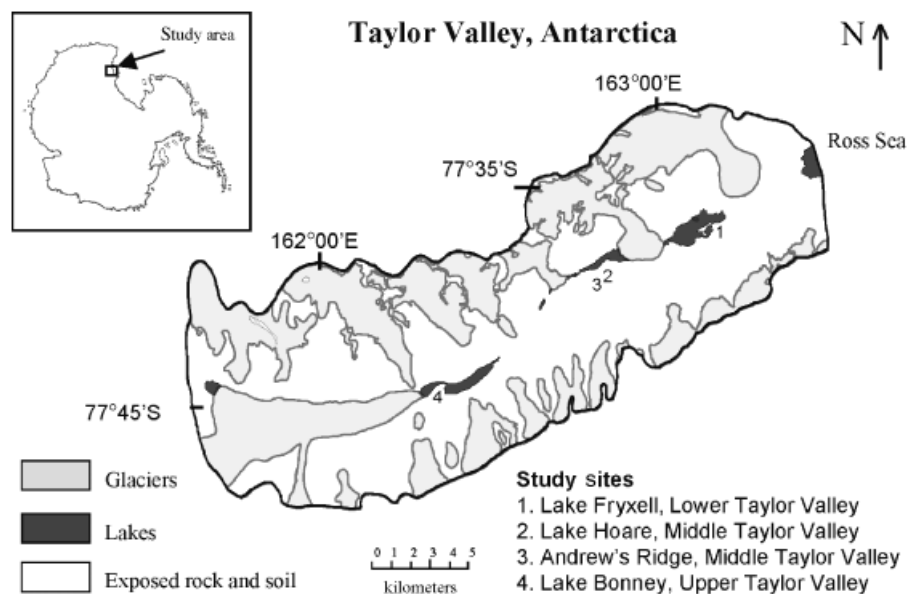 Study area
Taylor Valley, Antarctica
N
163°00'E
Ross Sea
77°35'S
162°00'E
1
2
3
4
77°45'S
Glaciers
Lakes
Exposed rock and soil
0 1 2 3 4 5
kilometers
Study sites
1. Lake Fryxell, Lower Taylor Valley
2. Lake Hoare, Middle Taylor Valley
3. Andrew's Ridge, Middle Taylor Valley
4. Lake Bonney, Upper Taylor Valley